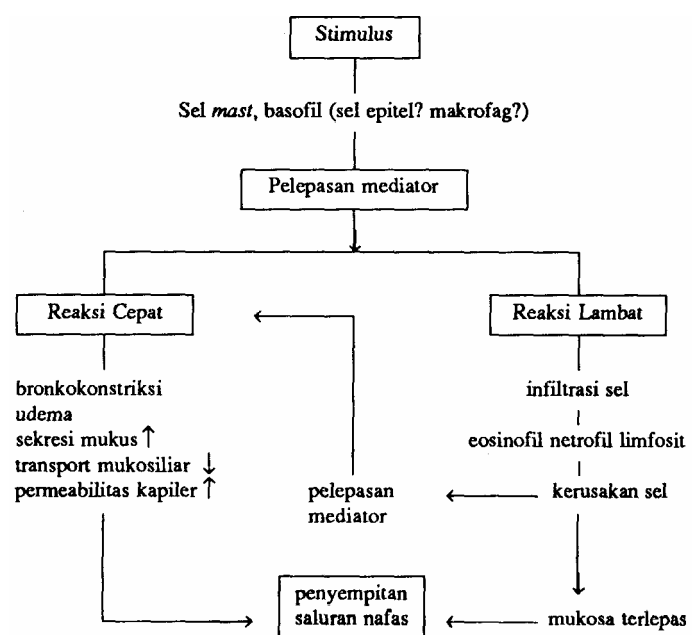 Stimulus
Sel mast, basofil (sel epitel? makrofag?)
Pelepasan mediator
Reaksi Cepat
Reaksi Lambat
bronkokonstriksi
udema
sekresi mukus ↑
transport mukosiliar ↓
permeabilitas kapiler ↑
infiltrasi sel
eosinofil netrofil limfosit
kerusakan sel
pelepasan
mediator
penyempitan
saluran nafas
mukosa terlepas